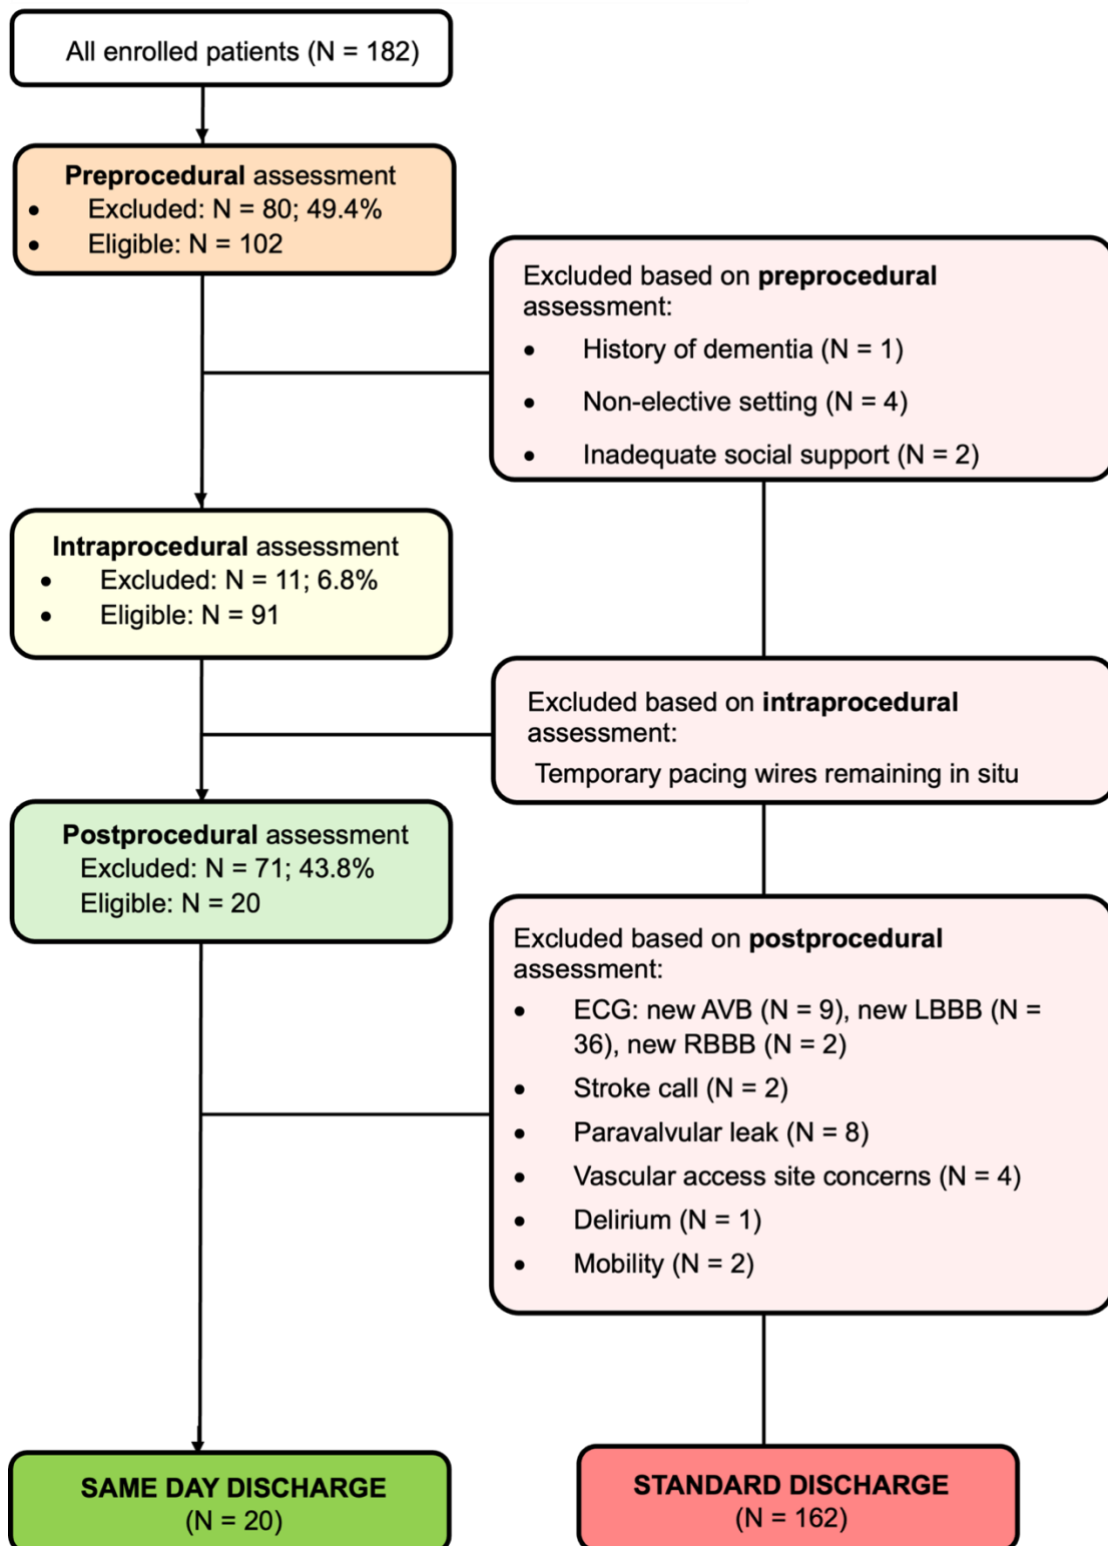 All enrolled patients (N = 182)
Preprocedural assessment
• Excluded: N = 80; 49.4%
• Eligible: N = 102
Excluded based on preprocedural
assessment:
• History of dementia (N = 1)
• Non-elective setting (N = 4)
• Inadequate social support (N = 2)
Intraprocedural assessment
• Excluded: N = 11; 6.8%
• Eligible: N = 91
Excluded based on intraprocedural
assessment:
Temporary pacing wires remaining in situ
Postprocedural assessment
Excluded: N = 71; 43.8%
Eligible: N = 20
Excluded based on postprocedural
assessment:
• ECG: new AVB (N = 9), new LBBB (N =
36), new RBBB (N = 2)
• Stroke call (N = 2)
• Paravalvular leak (N = 8)
• Vascular access site concerns (N = 4)
• Delirium (N = 1)
• Mobility (N = 2)
SAME DAY DISCHARGE
(N = 20)
STANDARD DISCHARGE
(N = 162)